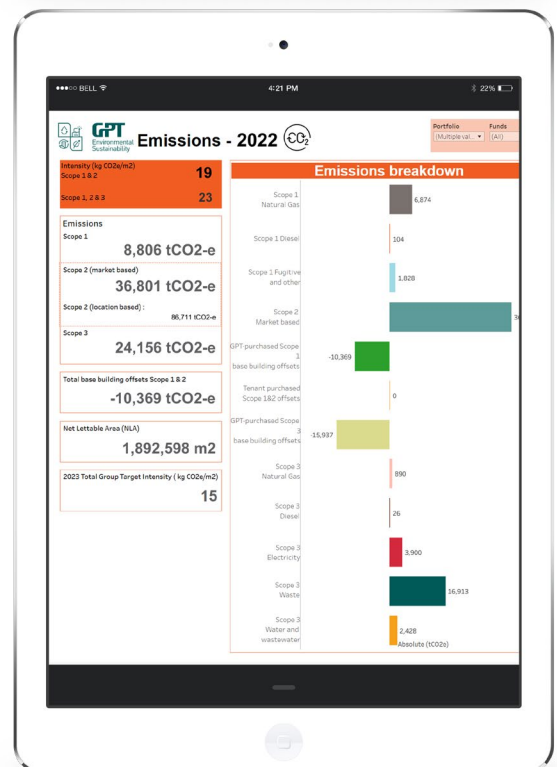 BELL
4:21 PM
22%
GPT
Environmental
Sustainability
Emissions - 2022
CO2
Portfolio
Funds
(Multiple val...
(All)
Intensity (kg CO2e/m2)
Scope 1 & 2
19
Scope 1, 2 & 3
23
Emissions
Scope 1
8,806 tCO2-e
Scope 2 (market based)
36,801 tCO2-e
Scope 2 (location based) :
86,711 tCO2-e
Scope 3
24,156 tCO2-e
Total base building offsets Scope 1 & 2
-10,369 tCO2-e
Net Lettable Area (NLA)
1,892,598 m2
2023 Total Group Target Intensity ( kg CO2e/m2)
15
Emissions breakdown
Scope 1
Natural Gas
6,874
Scope 1 Diesel
104
Scope 1 Fugitive
and other
1,828
Scope 2
Market based
GPT-purchased Scope
1
base building offsets
-10,369
Tenant purchased
Scope 1&2 offsets
0
GPT-purchased Scope
3
base building offsets
-15,937
Scope 3
Natural Gas
890
Scope 3
Diesel
26
Scope 3
Electricity
3,900
Scope 3
Waste
16,913
Scope 3
Water and
wastewater
2,428
Absolute (tCO2e)